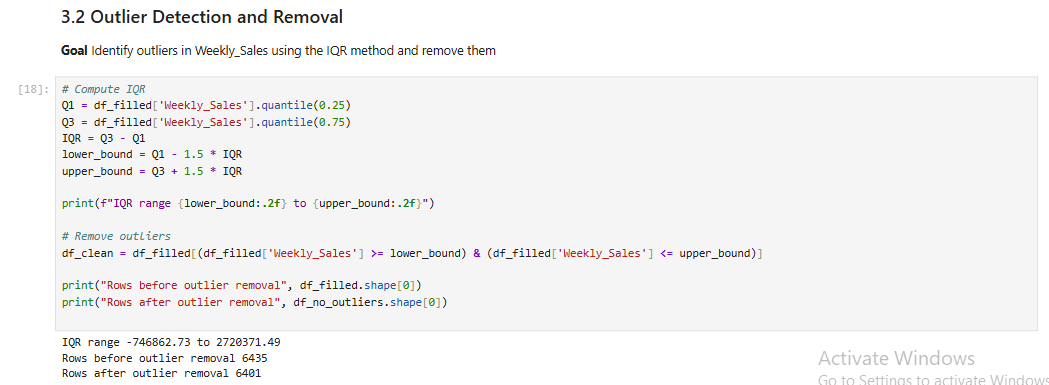 3.2 Outlier Detection and Removal
Goal Identify outliers in Weekly_Sales using the IQR method and remove them
[18]:
# Compute IQR
Q1 = df_filled['Weekly_Sales'].quantile(0.25)
Q3 = df_filled['Weekly_Sales'].quantile(0.75)
IQR = Q3 - Q1
lower_bound = Q1 - 1.5 * IQR
upper_bound = Q3 + 1.5 * IQR
print(f"IQR range {lower_bound:.2f} to {upper_bound:.2f}")
# Remove outliers
df_clean = df_filled[(df_filled['Weekly_Sales'] >= lower_bound) & (df_filled['Weekly_Sales'] <= upper_bound)]
print("Rows before outlier removal", df_filled.shape[0])
print("Rows after outlier removal", df_no_outliers.shape[0])
IQR range -746862.73 to 2720371.49
Rows before outlier removal 6435
Rows after outlier removal 6401
Activate Windows
Go to Settings to activate Windows